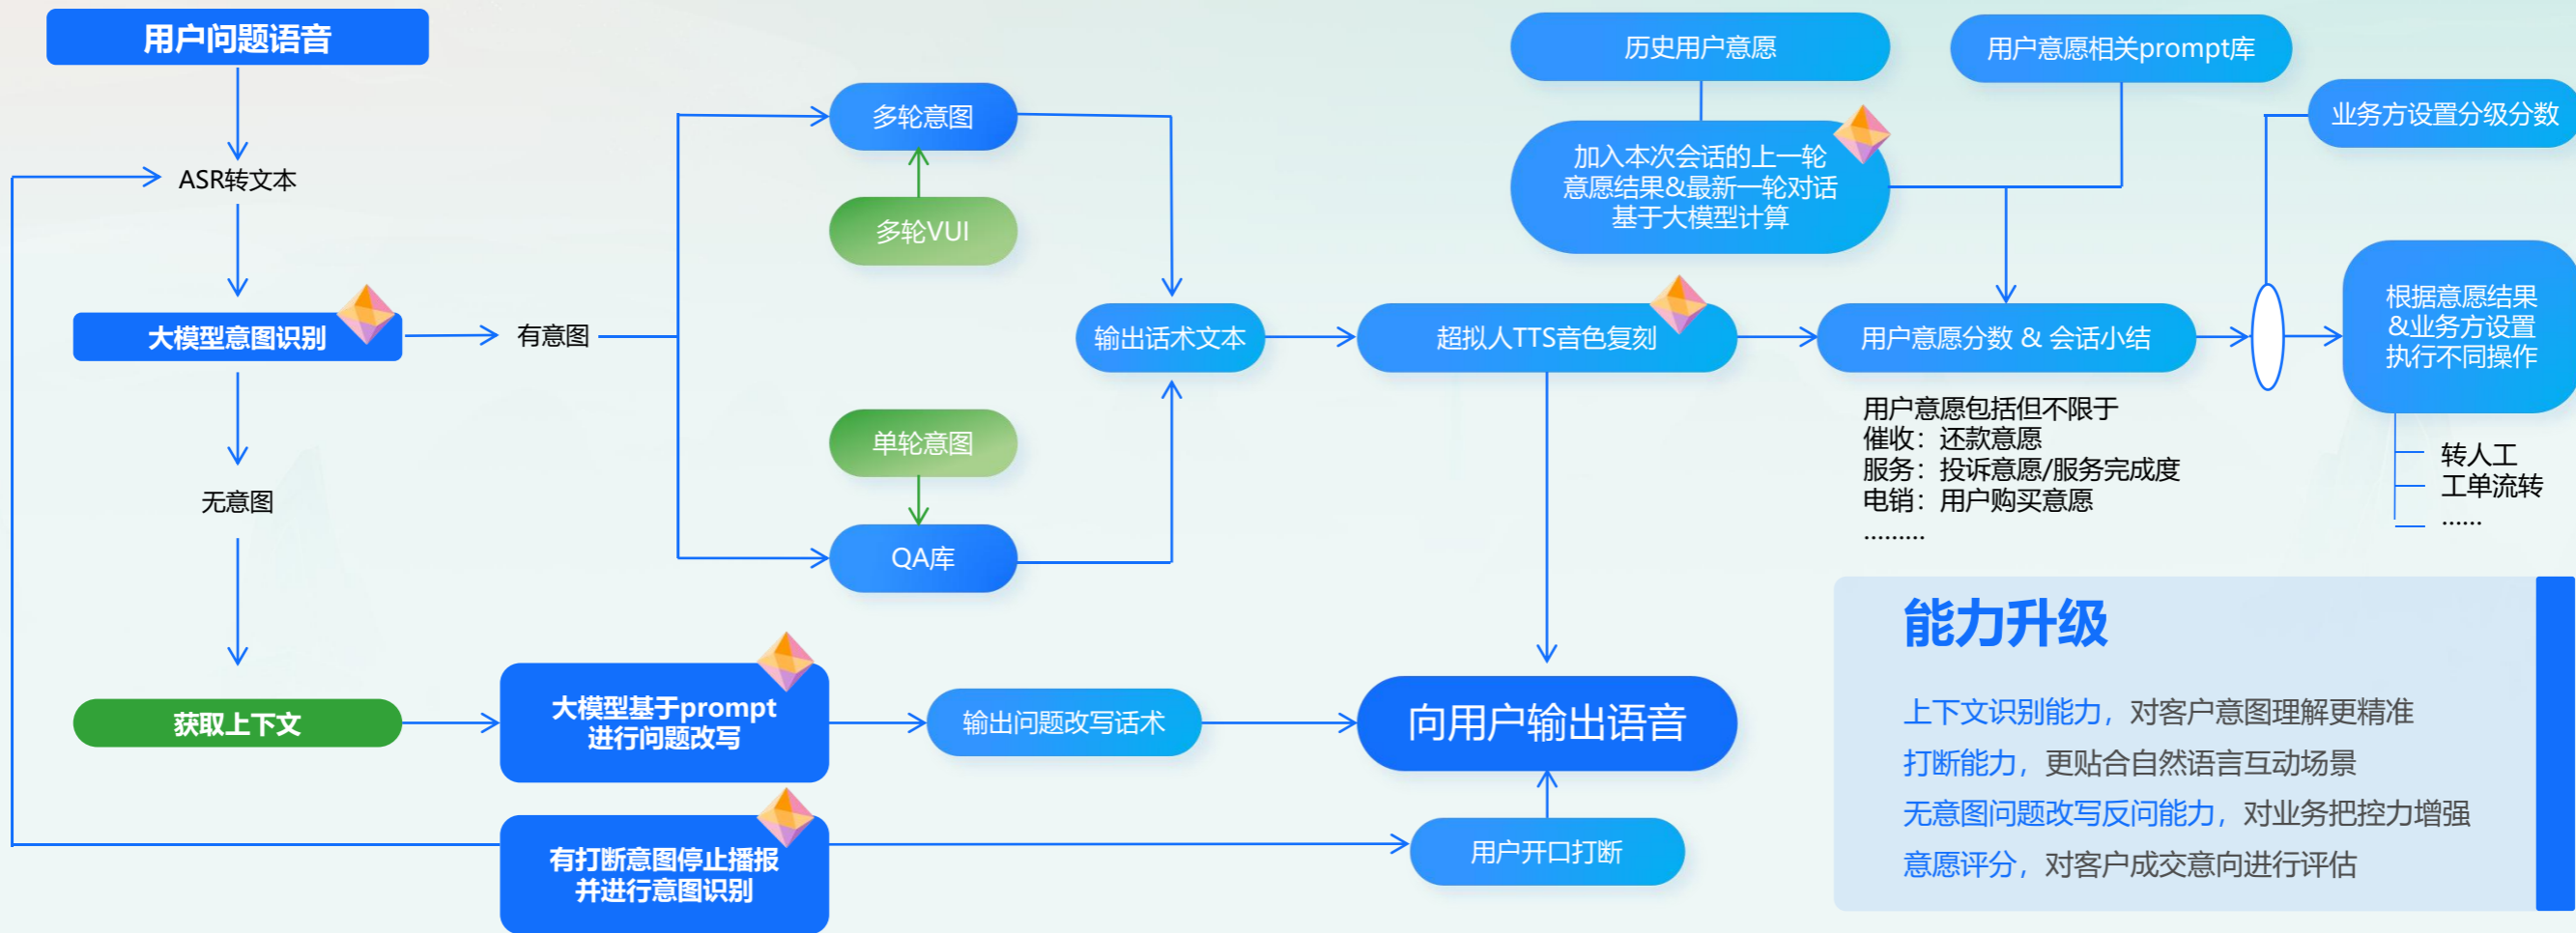 用户问题语音
ASR转文本
大模型意图识别
有意图
无意图
获取上下文
多轮意图
多轮VUI
单轮意图
QA库
输出话术文本
大模型基于prompt
进行问题改写
输出问题改写话术
有打断意图停止播报
并进行意图识别
历史用户意愿
用户意愿相关prompt库
加入本次会话的上一轮
意愿结果&最新一轮对话
基于大模型计算
业务方设置分级分数
超拟人TTS音色复刻
用户意愿分数 & 会话小结
根据意愿结果
&业务方设置
执行不同操作
用户意愿包括但不限于
催收：还款意愿
服务：投诉意愿/服务完成度
电销：用户购买意愿
………
转人工
工单流转
……
向用户输出语音
用户开口打断
能力升级
上下文识别能力，对客户意图理解更精准
打断能力，更贴合自然语言互动场景
无意图问题改写反问能力，对业务把控力增强
意愿评分，对客户成交意向进行评估